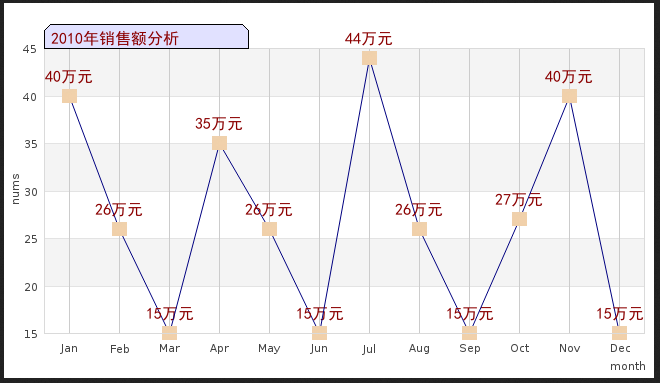 2010年销售额分析
45
44万元
40万元
40万元
40
35万元
35
30
27万元
26万元
26万元
26万元
25
20
15万元
15万元
15万元
15万元
15
nums
Jan Feb Mar Apr May Jun Jul Aug Sep Oct Nov Dec
month